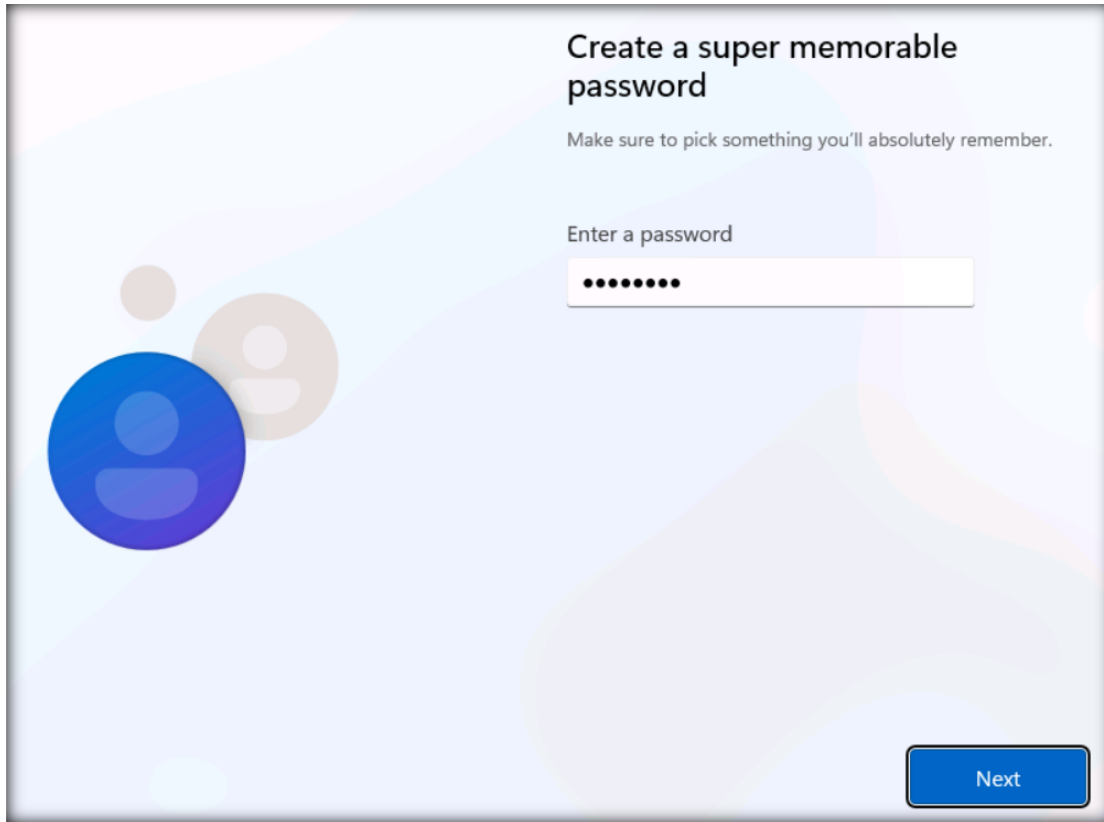 Create a super memorable
password
Make sure to pick something you'll absolutely remember.
Enter a password
••••••••
Next